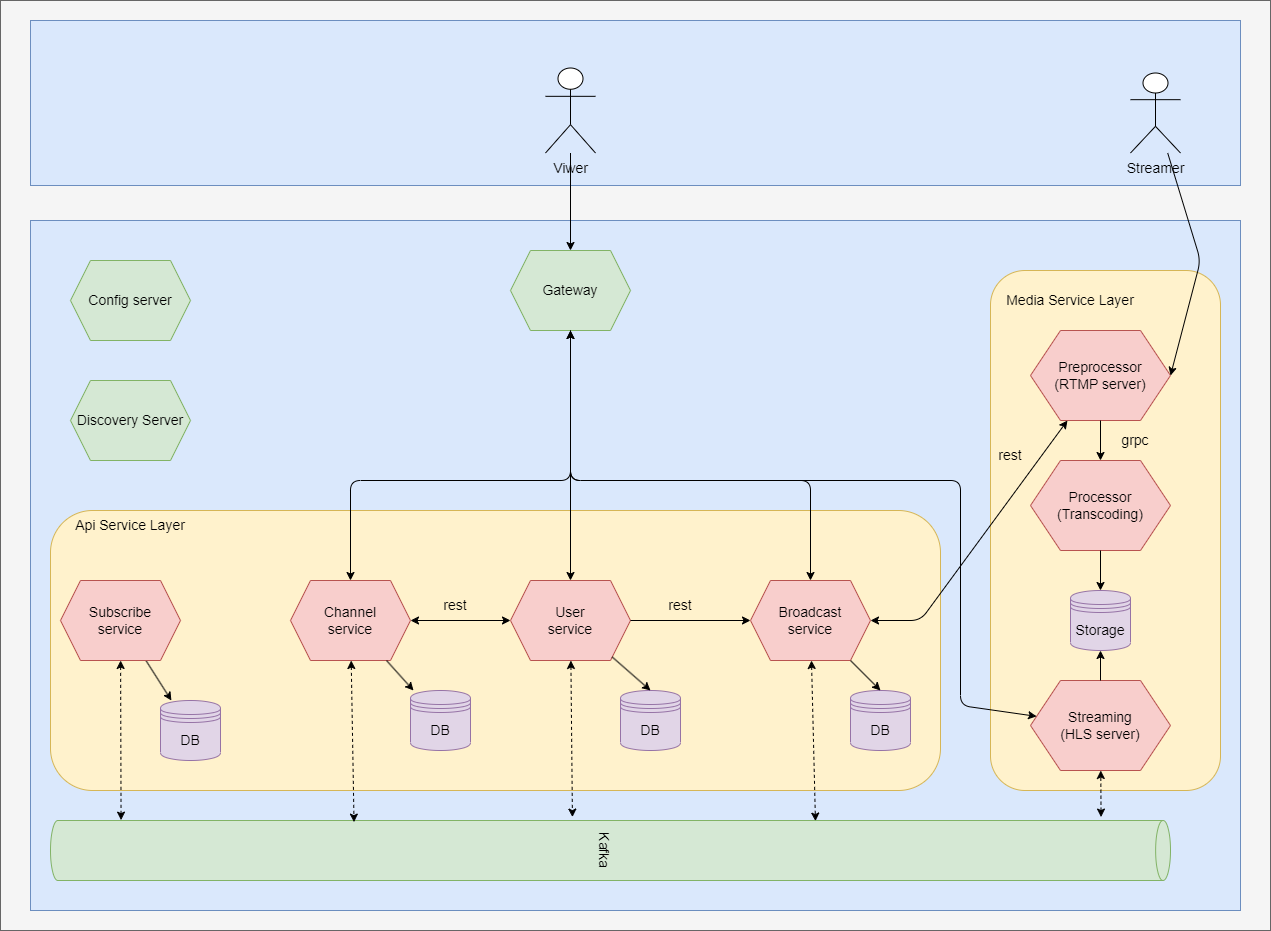 Viwer
Streamer
Config server
Gateway
Media Service Layer
Preprocessor
(RTMP server)
Discovery Server
grpc
rest
Processor
(Transcoding)
Api Service Layer
Subscribe
service
Channel
service
rest
User
service
rest
Broadcast
service
Storage
DB
DB
DB
DB
Streaming
(HLS server)
Kafka